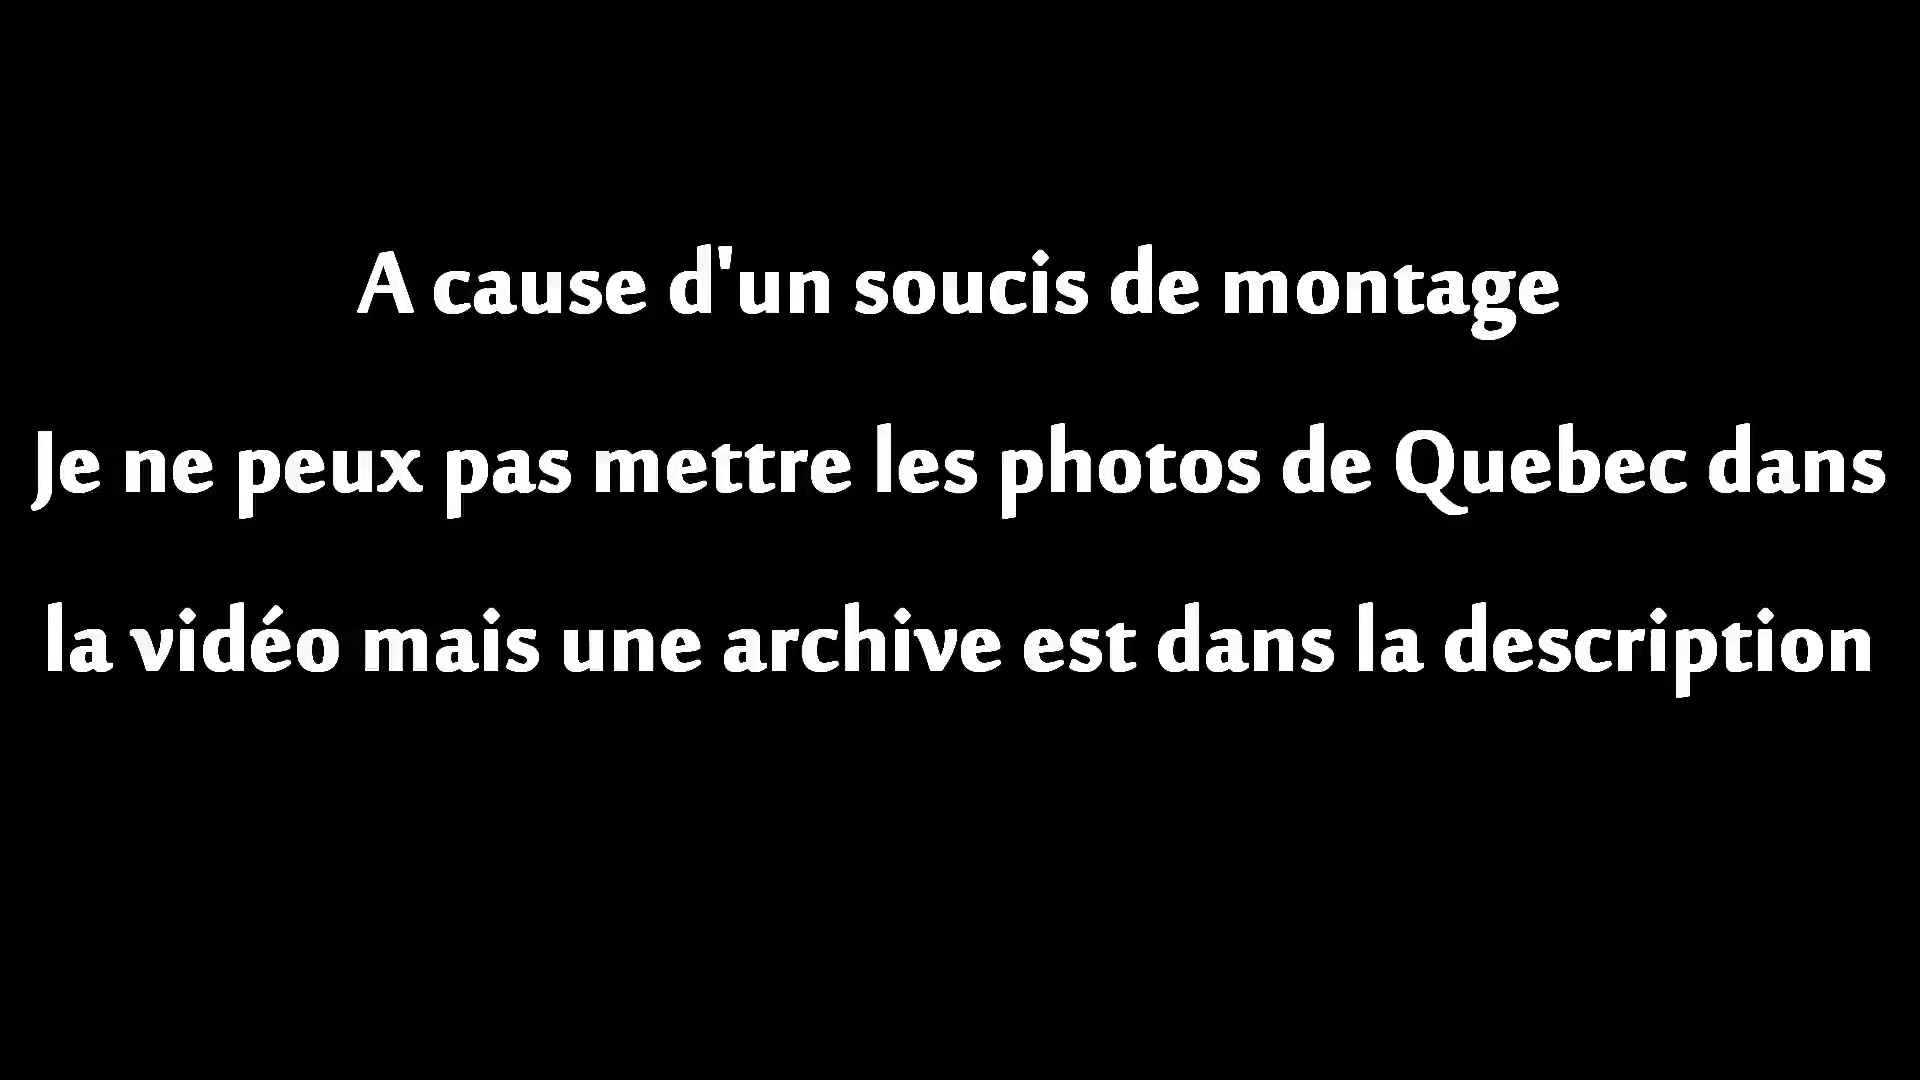 A cause d'un soucis de montage
Je ne peux pas mettre les photos de Quebec dans
la vidéo mais une archive est dans la description